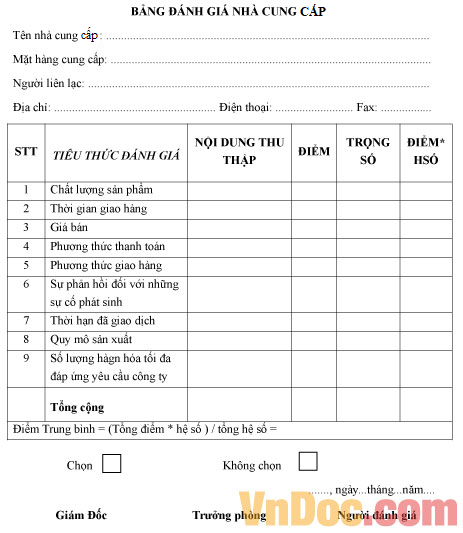 BẢNG ĐÁNH GIÁ NHÀ CUNG CẤP
Tên nhà cung cấp : ..........................................................................................................
Mặt hàng cung cấp: ..........................................................................................................
Người liên lạc: ..........................................................................................................
Địa chỉ: ................................................ Điện thoại: ........................... Fax: .................
STT TIÊU THỨC ĐÁNH GIÁ NỘI DUNG THU THẬP ĐIỂM TRỌNG SỐ ĐIỂM* HSỐ
1 Chất lượng sản phẩm
2 Thời gian giao hàng
3 Giá bán
4 Phương thức thanh toán
5 Phương thức giao hàng
6 Sự phản hồi đối với những
sự cố phát sinh
7 Thời hạn đã giao dịch
8 Quy mô sản xuất
9 Số lượng hàgn hóa tối đa
đáp ứng yêu cầu công ty
Tổng cộng
Điểm Trung bình = (Tổng điểm * hệ số ) / tổng hệ số =
Chọn Không chọn
......., ngày...tháng...năm....
Giám Đốc Trưởng phòng Người đánh giá
VnDoc.com